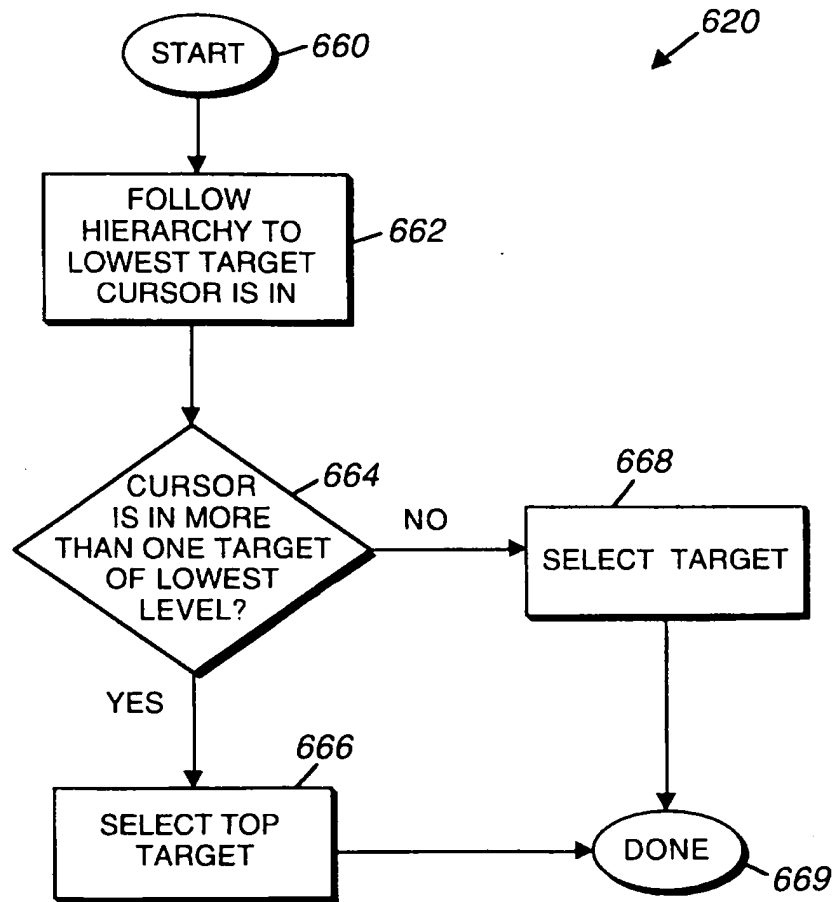 620
START
660
FOLLOW
HIERARCHY TO
LOWEST TARGET
CURSOR IS IN
662
CURSOR
IS IN MORE
THAN ONE TARGET
OF LOWEST
LEVEL?
664
NO
668
SELECT TARGET
YES
666
SELECT TOP
TARGET
DONE
669